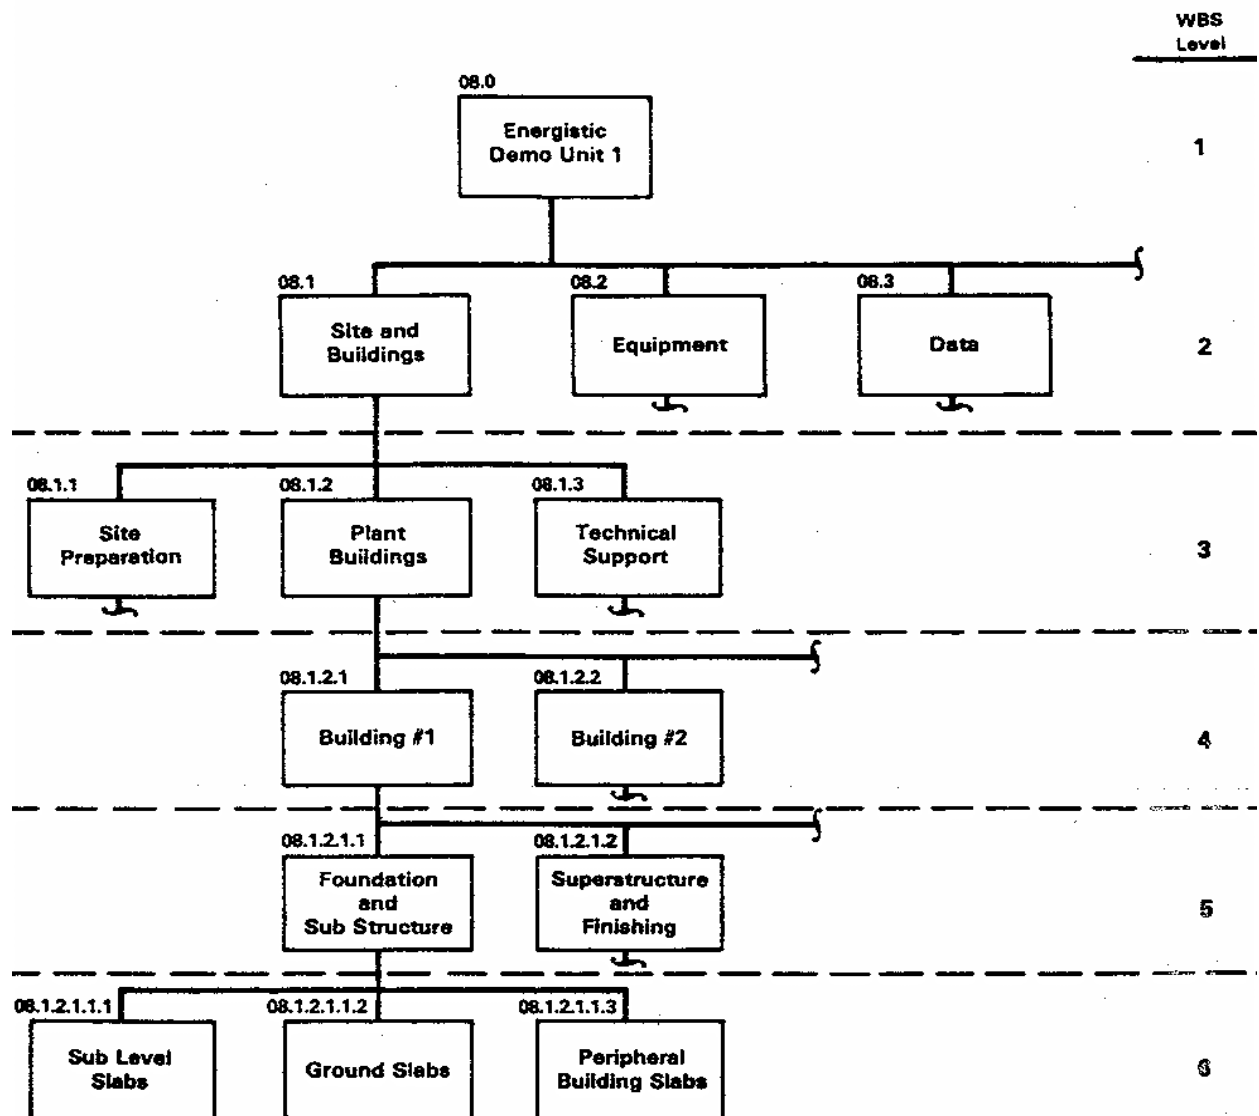 WBS
Level
08.0
Energistic
Demo Unit 1
1
08.1
08.2
08.3
Site and
Buildings
Equipment
Data
2
08.1.1
08.1.2
08.1.3
Site
Preparation
Plant
Buildings
Technical
Support
3
08.1.2.1
08.1.2.2
Building #1
Building #2
4
08.1.2.1.1
08.1.2.1.2
Foundation
and
Sub Structure
Superstructure
and
Finishing
5
08.1.2.1.1.1
08.1.2.1.1.2
08.1.2.1.1.3
Sub Level
Slabs
Ground Slabs
Peripheral
Building Slabs
6